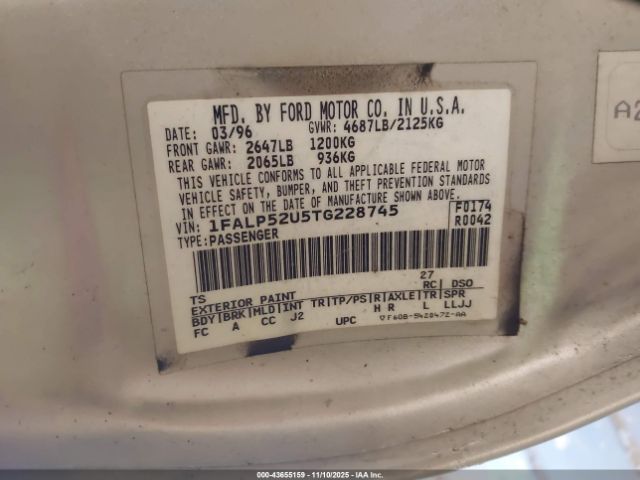 MFD. BY FORD MOTOR CO. IN U.S.A.
DATE: 03/96 GVWR: 4687LB/2125KG
FRONT GAWR: 2647LB 1200KG
REAR GAWR: 2065LB 936KG
THIS VEHICLE CONFORMS TO ALL APPLICABLE FEDERAL MOTOR
VEHICLE SAFETY, BUMPER, AND THEFT PREVENTION STANDARDS
IN EFFECT ON THE DATE OF MANUFACTURE SHOWN ABOVE.
VIN: 1FALP52U5TG228745 F0174
TYPE: PASSENGER R0042
TS 27
EXTERIOR PAINT RC| DSO
BDY|BRK|MLD|INT TR|TP/PS|R|AXLE|TR|SPR
FC A CC J2 H R L LLJJ
UPC ▽F60B-5420472-AA
A2
000-43655159 — 11/10/2025 — IAAI.COM